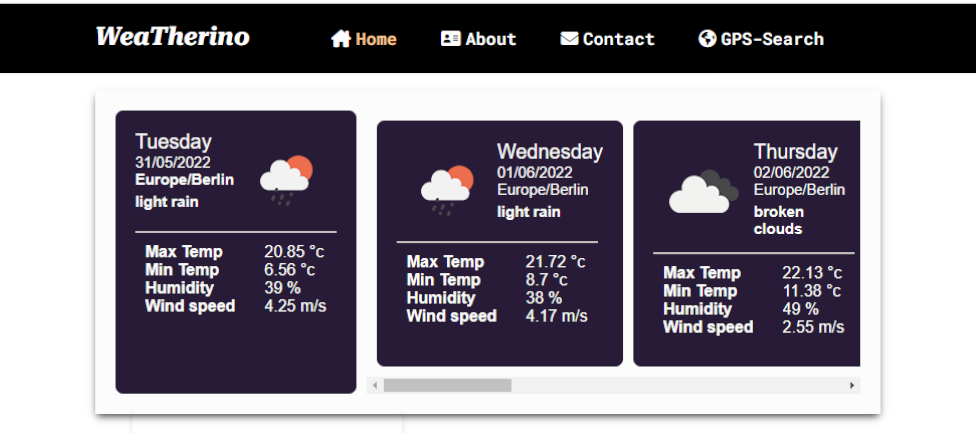 WeaTherino Home About Contact GPS-Search
Tuesday
31/05/2022
Europe/Berlin
light rain
Max Temp 20.85 °c
Min Temp 6.56 °c
Humidity 39 %
Wind speed 4.25 m/s
Wednesday
01/06/2022
Europe/Berlin
light rain
Max Temp 21.72 °c
Min Temp 8.7 °c
Humidity 38 %
Wind speed 4.17 m/s
Thursday
02/06/2022
Europe/Berlin
broken
clouds
Max Temp 22.13 °c
Min Temp 11.38 °c
Humidity 49 %
Wind speed 2.55 m/s